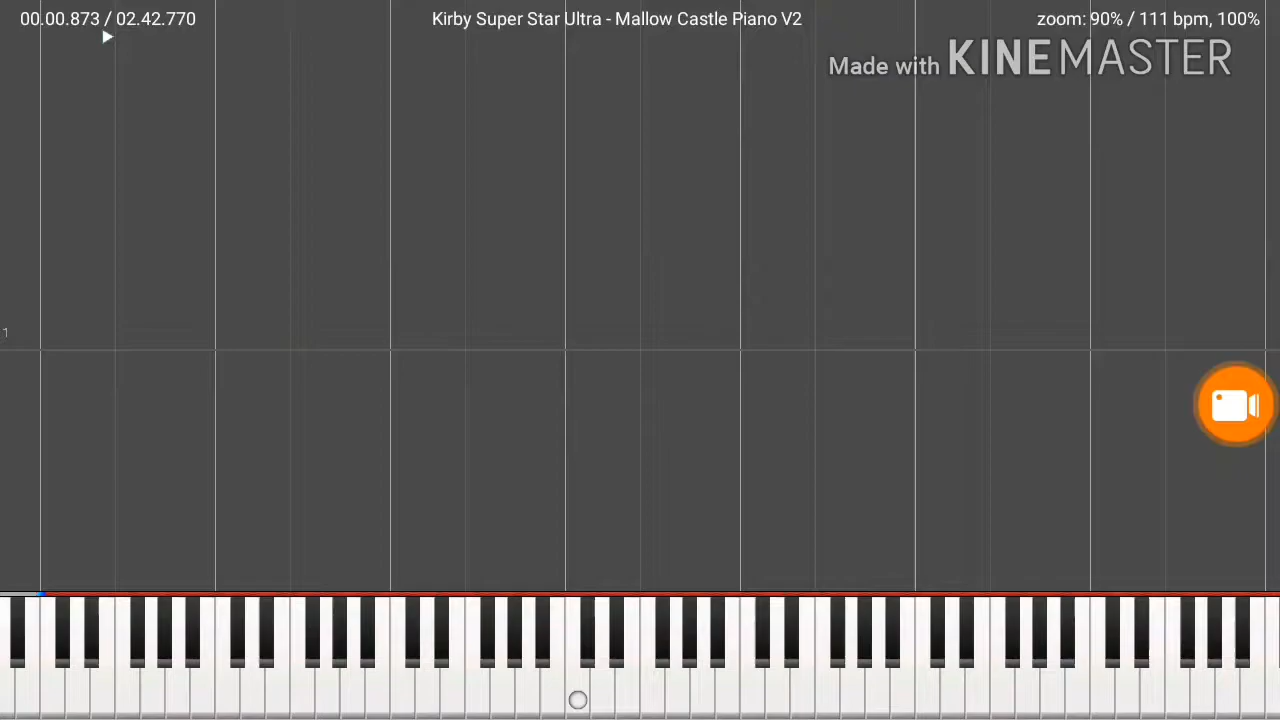 00.00.873 / 02.42.770
Kirby Super Star Ultra - Mallow Castle Piano V2
zoom: 90% / 111 bpm, 100%
Made with KINEMASTER
1